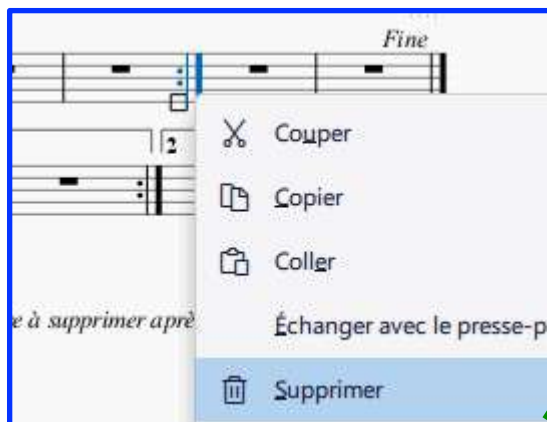 Fine
2
Couper
Copier
Coller
e à supprimer aprè
Échanger avec le presse-p
Supprimer